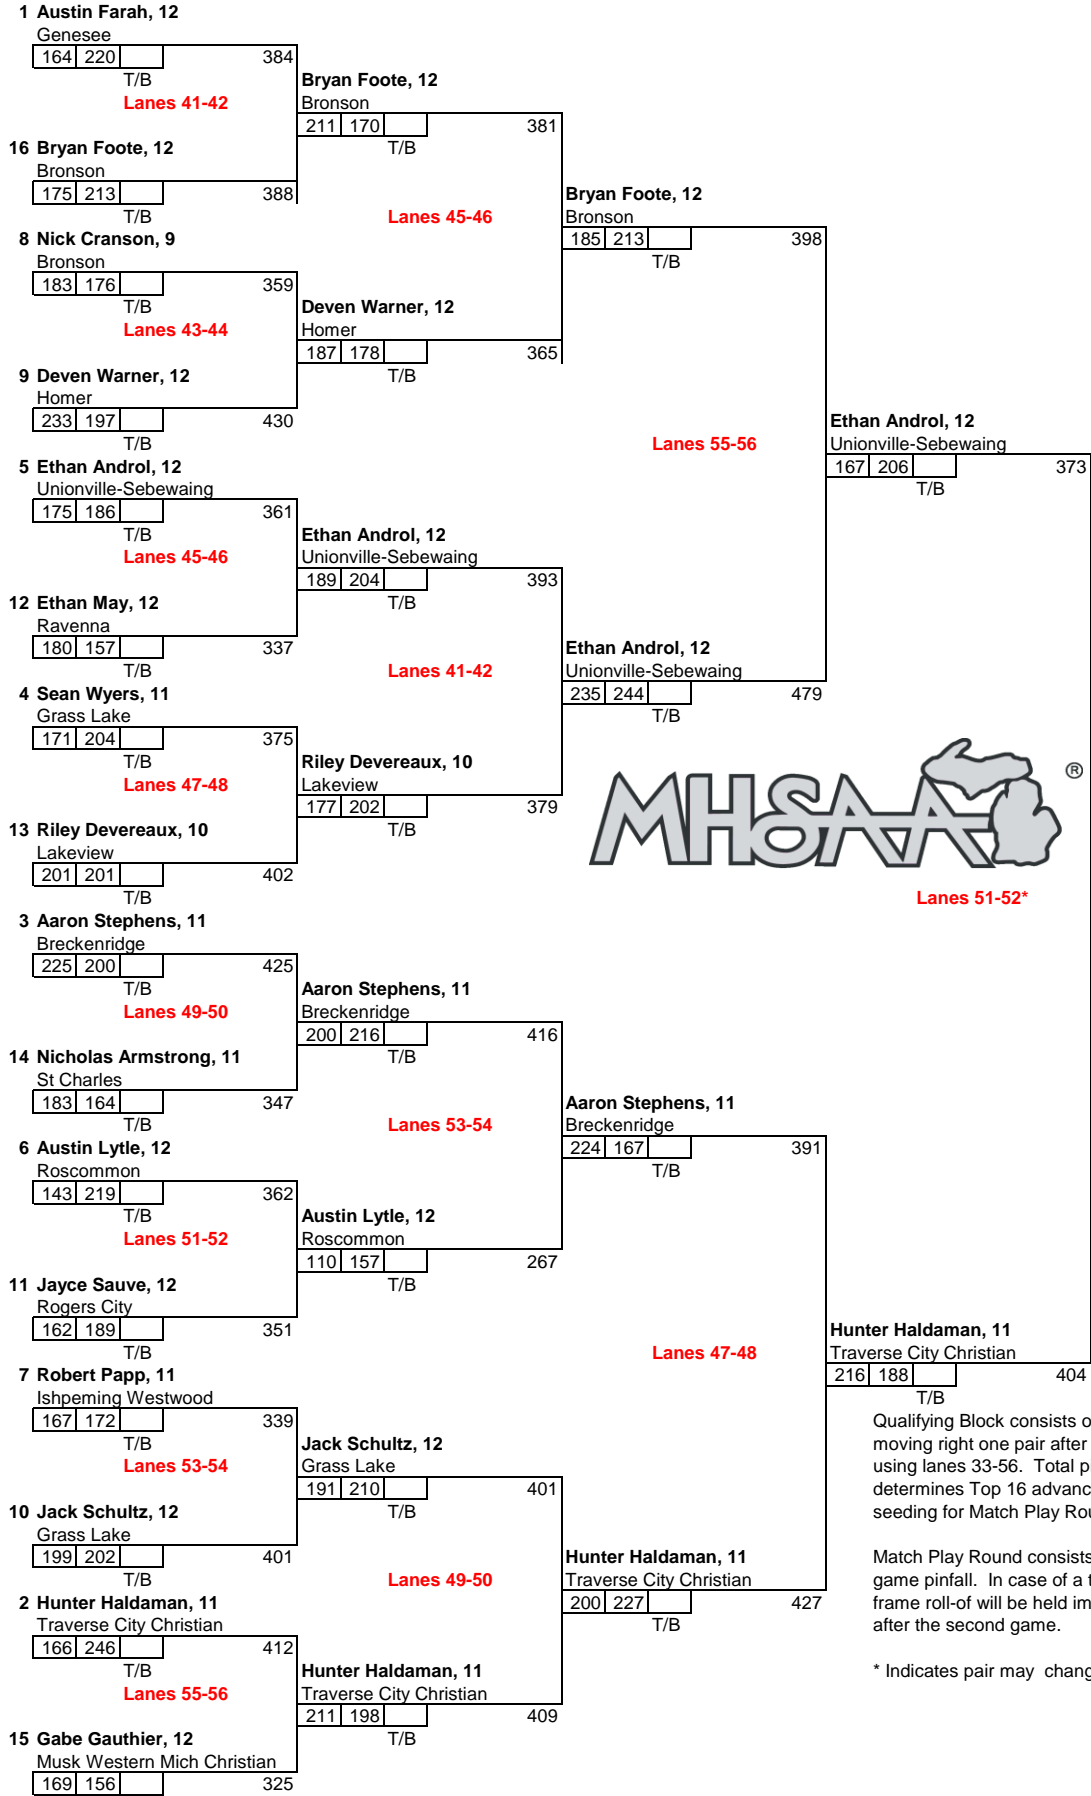 1 Austin Farah, 12
Genesee
164 220 384
T/B
Lanes 41-42
16 Bryan Foote, 12
Bronson
175 213 388
T/B
8 Nick Cranson, 9
Bronson
183 176 359
T/B
Lanes 43-44
9 Deven Warner, 12
Homer
233 197 430
T/B
5 Ethan Androl, 12
Unionville-Sebewaing
175 186 361
T/B
Lanes 45-46
12 Ethan May, 12
Ravenna
180 157 337
T/B
4 Sean Wyers, 11
Grass Lake
171 204 375
T/B
Lanes 47-48
13 Riley Devereaux, 10
Lakeview
201 201 402
T/B
3 Aaron Stephens, 11
Breckenridge
225 200 425
T/B
Lanes 49-50
14 Nicholas Armstrong, 11
St Charles
183 164 347
T/B
6 Austin Lytle, 12
Roscommon
143 219 362
T/B
Lanes 51-52
11 Jayce Sauve, 12
Rogers City
162 189 351
T/B
7 Robert Papp, 11
Ishpeming Westwood
167 172 339
T/B
Lanes 53-54
10 Jack Schultz, 12
Grass Lake
199 202 401
T/B
2 Hunter Haldaman, 11
Traverse City Christian
166 246 412
T/B
Lanes 55-56
15 Gabe Gauthier, 12
Musk Western Mich Christian
169 156 325
Bryan Foote, 12
Bronson
211 170 381
T/B
Lanes 45-46
Deven Warner, 12
Homer
187 178 365
T/B
Ethan Androl, 12
Unionville-Sebewaing
189 204 393
T/B
Lanes 41-42
Riley Devereaux, 10
Lakeview
177 202 379
T/B
Aaron Stephens, 11
Breckenridge
200 216 416
T/B
Lanes 53-54
Austin Lytle, 12
Roscommon
110 157 267
T/B
Jack Schultz, 12
Grass Lake
191 210 401
T/B
Lanes 49-50
Hunter Haldaman, 11
Traverse City Christian
211 198 409
T/B
Bryan Foote, 12
Bronson
185 213 398
T/B
Lanes 55-56
Ethan Androl, 12
Unionville-Sebewaing
235 244 479
T/B
Aaron Stephens, 11
Breckenridge
224 167 391
T/B
Lanes 47-48
Hunter Haldaman, 11
Traverse City Christian
200 227 427
T/B
Ethan Androl, 12
Unionville-Sebewaing
167 206 373
T/B
MHSAA ®
Lanes 51-52*
Hunter Haldaman, 11
Traverse City Christian
216 188 404
T/B
Qualifying Block consists o
moving right one pair after
using lanes 33-56. Total p
determines Top 16 advanc
seeding for Match Play Rou
Match Play Round consists
game pinfall. In case of a t
frame roll-of will be held im
after the second game.
* Indicates pair may chang